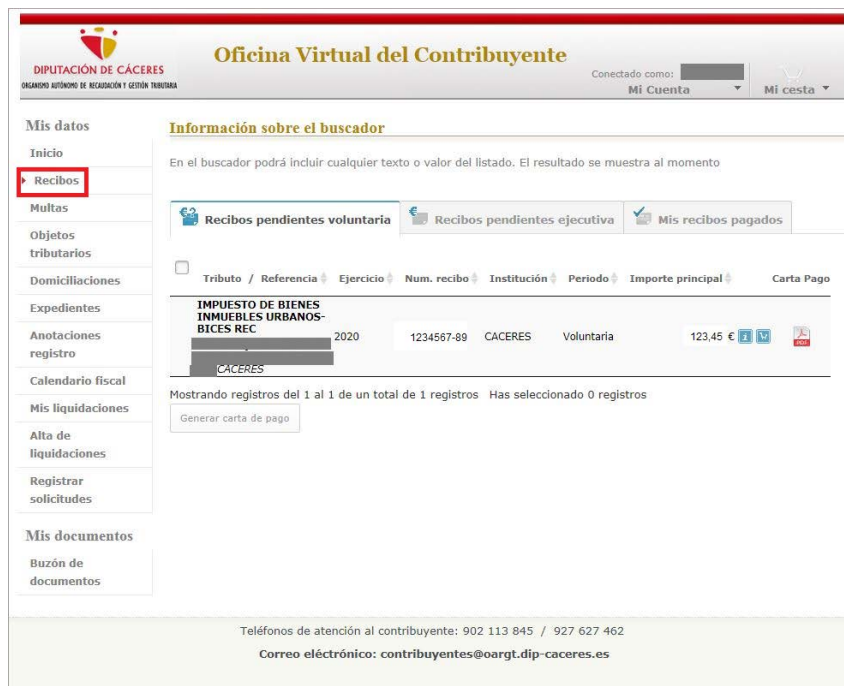 DIPUTACIÓN DE CÁCERES
ORGANISMO AUTÓNOMO DE RECAUDACIÓN Y GESTIÓN TRIBUTARIA
Oficina Virtual del Contribuyente
Conectado como:
Mi Cuenta
Mi cesta
Mis datos
Inicio
Recibos
Multas
Objetos
tributarios
Domiciliaciones
Expedientes
Anotaciones
registro
Calendario fiscal
Mis liquidaciones
Alta de
liquidaciones
Registrar
solicitudes
Mis documentos
Buzón de
documentos
Información sobre el buscador
En el buscador podrá incluir cualquier texto o valor del listado. El resultado se muestra al momento
Recibos pendientes voluntaria
Recibos pendientes ejecutiva
Mis recibos pagados
Tributo / Referencia Ejercicio Num. recibo Institución Periodo Importe principal Carta Pago
IMPUESTO DE BIENES
INMUEBLES URBANOS-
BICES REC
2020 1234567-89 CACERES Voluntaria 123,45 €
PDF
CACERES
Mostrando registros del 1 al 1 de un total de 1 registros Has seleccionado 0 registros
Generar carta de pago
Teléfonos de atención al contribuyente: 902 113 845 / 927 627 462
Correo eléctrónico: contribuyentes@oargt.dip-caceres.es